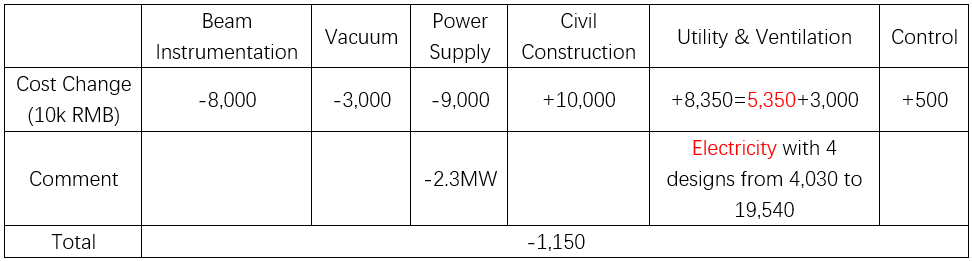 Beam Instrumentation
Vacuum
Power Supply
Civil Construction
Utility & Ventilation
Control
Cost Change (10k RMB)
-8,000
-3,000
-9,000
+10,000
+8,350=5,350+3,000
+500
Comment
-2.3MW
Electricity with 4
designs from 4,030 to
19,540
Total
-1,150